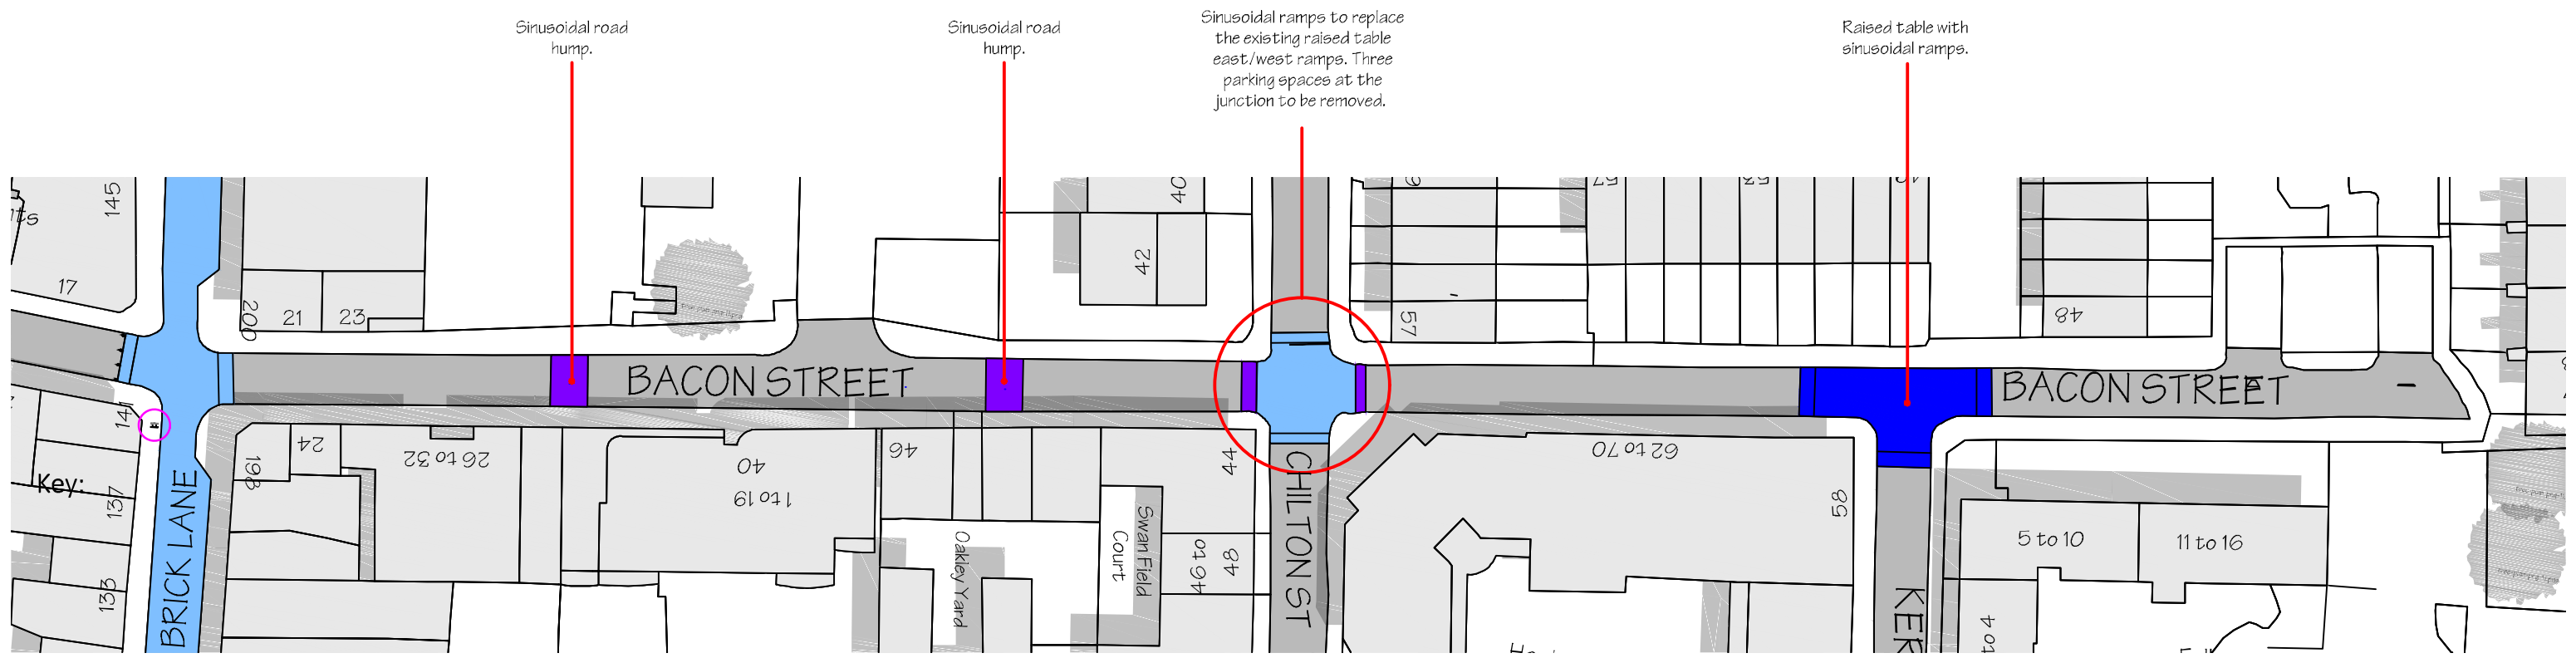 Sinusoidal road
hump.
Sinusoidal road
hump.
Sinusoidal ramps to replace
the existing raised table
east/west ramps. Three
parking spaces at the
junction to be removed.
Raised table with
sinusoidal ramps.
145
17
200
21
23
40
42
57
53
57
48
BACON STREET
BACON STREET
141
137
133
Key:
BRICK LANE
198
24
26 to 32
40
1 to 19
46
44
Oakley Yard
Swan Field
Court
46 to
48
CHILTON ST
62 to 70
58
5 to 10
11 to 16
to 4